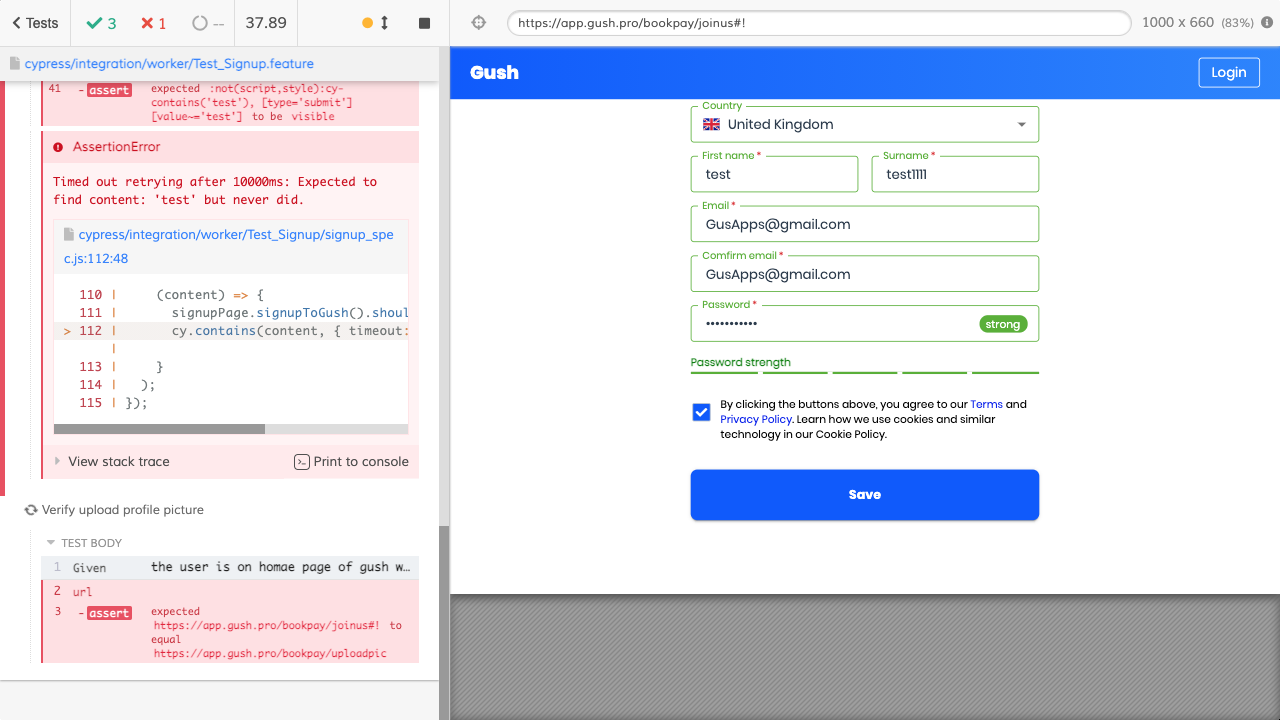 Tests 3 1 -- 37.89
https://app.gush.pro/bookpay/joinus#! 1000 x 660 (83%)
cypress/integration/worker/Test_Signup.feature
41 - assert expected :not(script,style):cy-
contains('test'), [type='submit']
[value~='test'] to be visible
AssertionError
Timed out retrying after 10000ms: Expected to
find content: 'test' but never did.
cypress/integration/worker/Test_Signup/signup_spe
c.js:112:48
110 | (content) => {
111 | signupPage.signupToGush().shoul
> 112 | cy.contains(content, { timeout:
|
113 | }
114 | );
115 | });
View stack trace Print to console
Verify upload profile picture
TEST BODY
1 Given the user is on homae page of gush w…
2 url
3 - assert expected
https://app.gush.pro/bookpay/joinus#! to
equal
https://app.gush.pro/bookpay/uploadpic
Gush Login
Country
United Kingdom
First name * Surname *
test test1111
Email *
GusApps@gmail.com
Comfirm email *
GusApps@gmail.com
Password *
••••••••••• strong
Password strength
By clicking the buttons above, you agree to our Terms and
Privacy Policy. Learn how we use cookies and similar
technology in our Cookie Policy.
Save